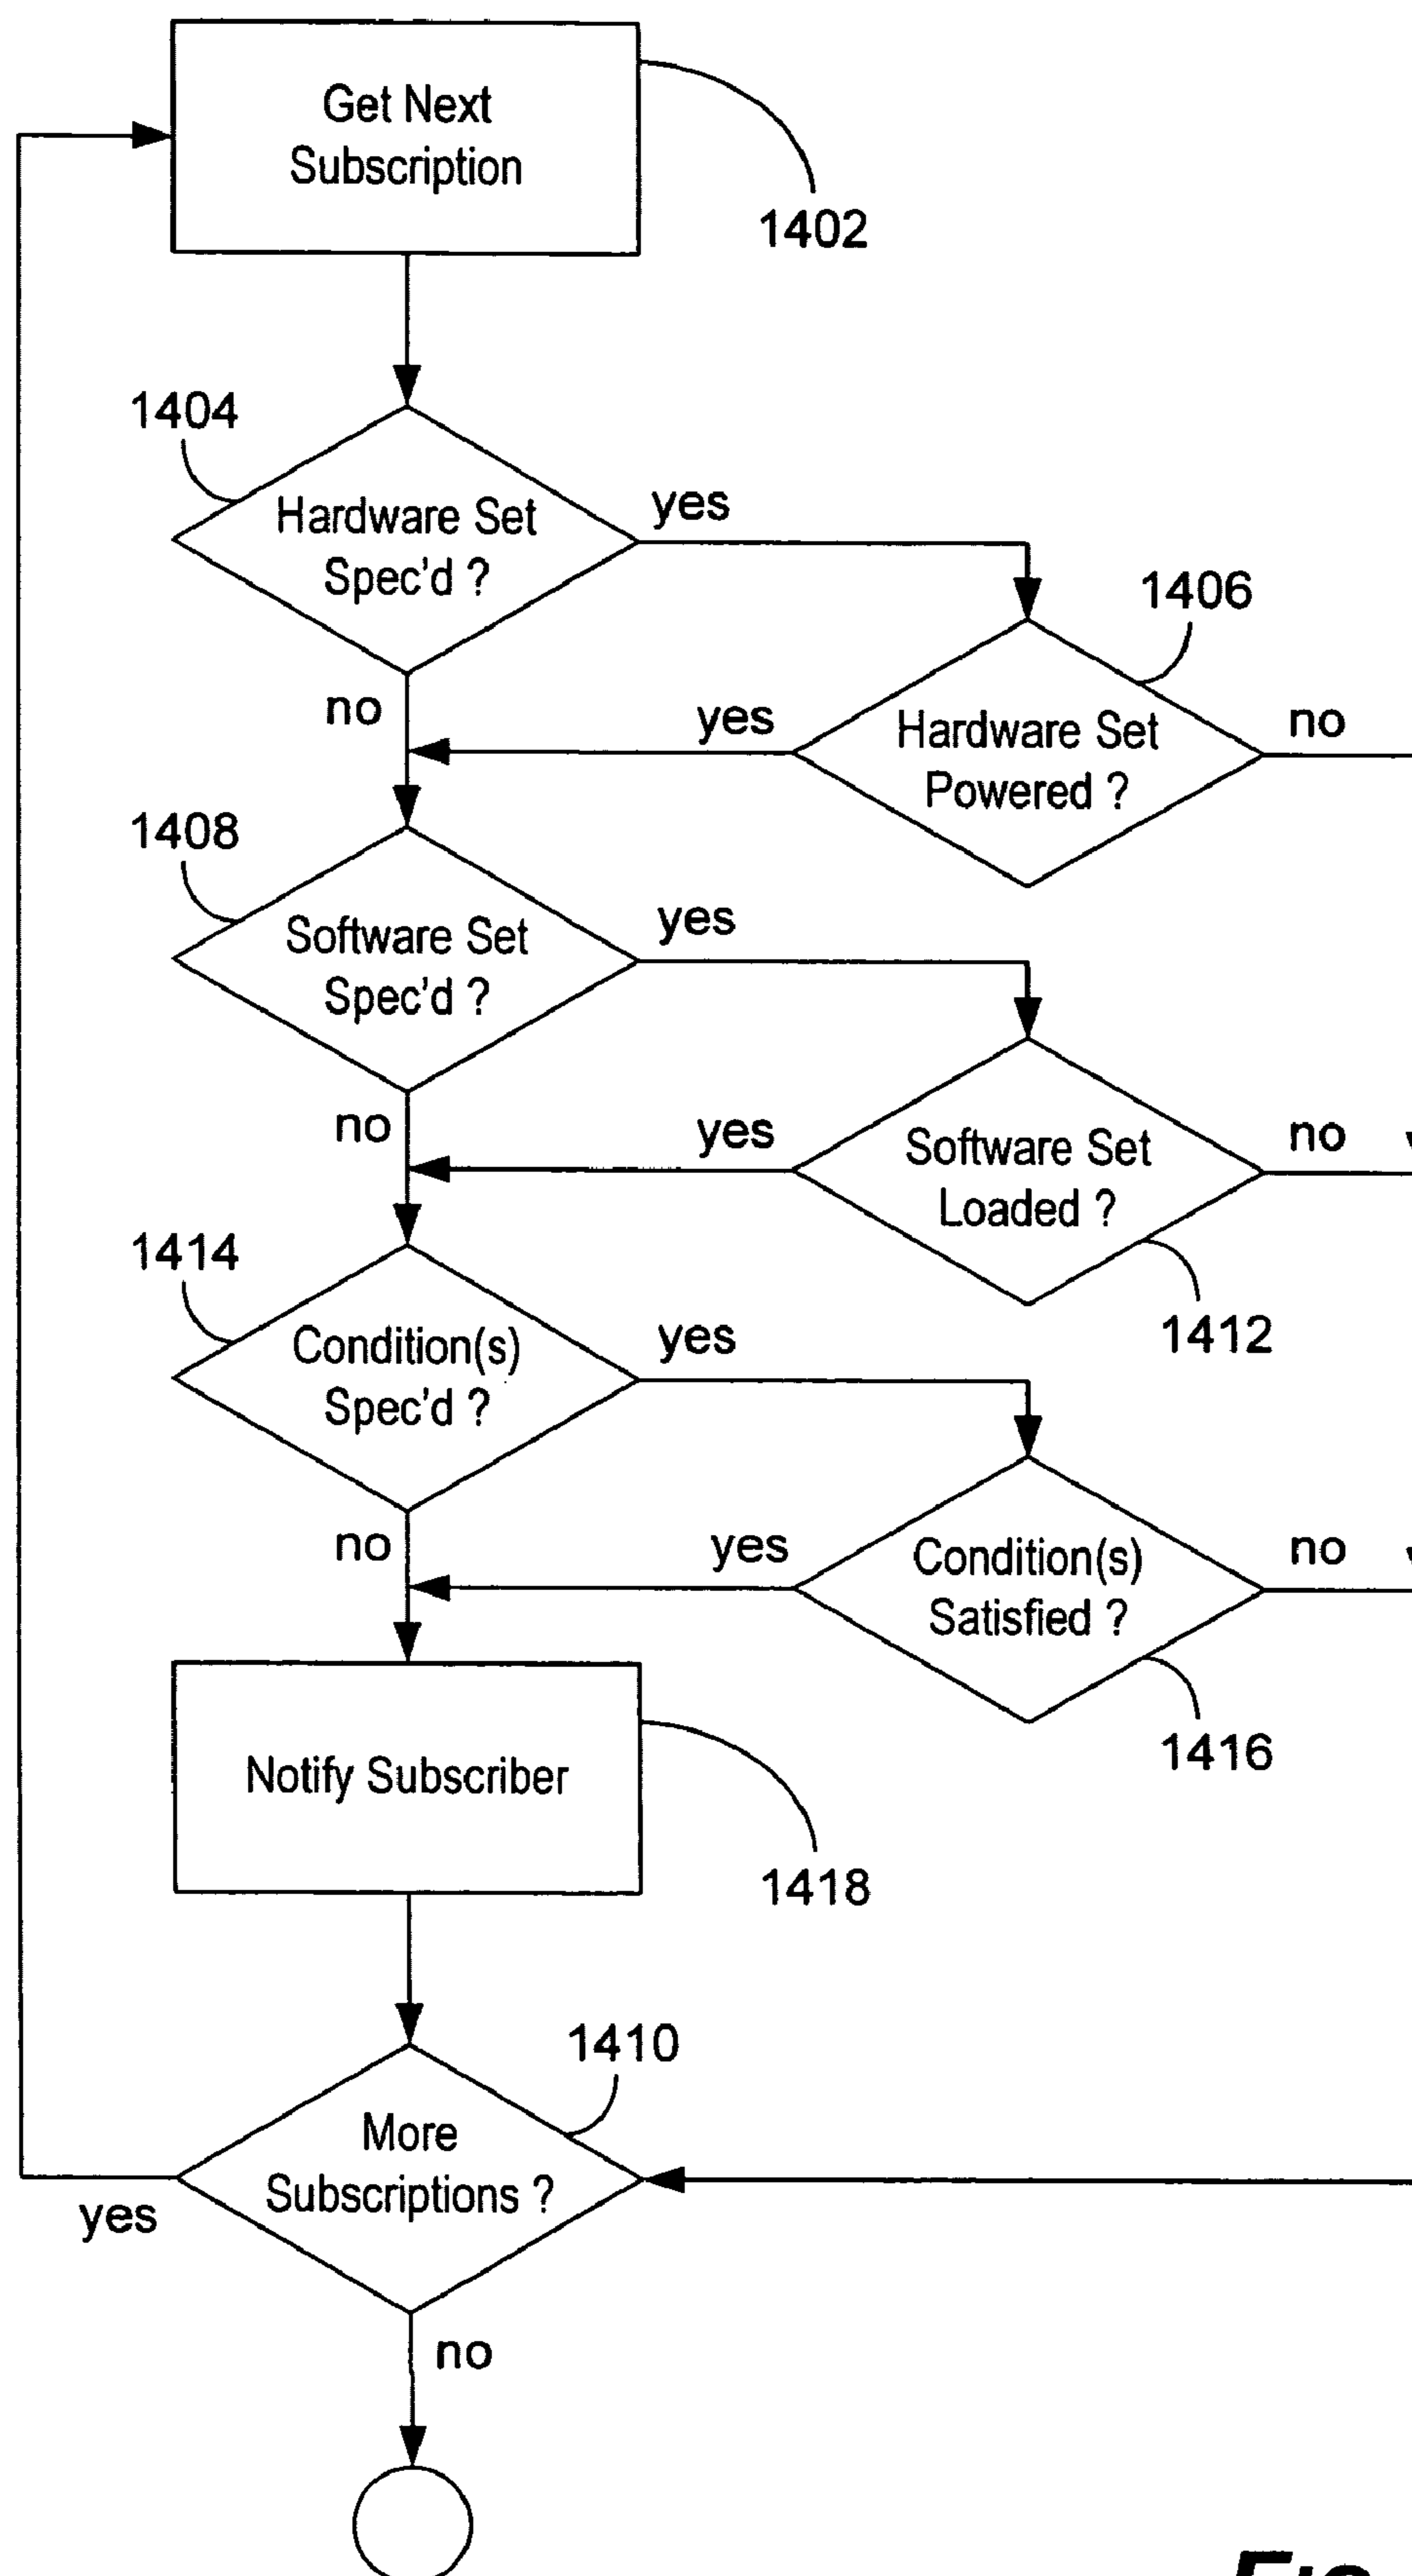 Get Next
Subscription
1402
1404
Hardware Set
Spec'd ?
yes
no
1406
Hardware Set
Powered ?
yes
no
1408
Software Set
Spec'd ?
yes
no
Software Set
Loaded ?
yes
no
1412
1414
Condition(s)
Spec'd ?
yes
no
Condition(s)
Satisfied ?
yes
no
1416
Notify Subscriber
1418
1410
More
Subscriptions ?
yes
no